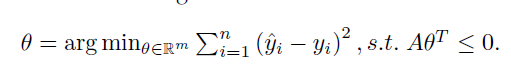 θ = arg min_{θ∈ℝ^m} ∑_{i=1}^{n} (ŷ_i − y_i)^2 , s.t. Aθ^T ≤ 0.